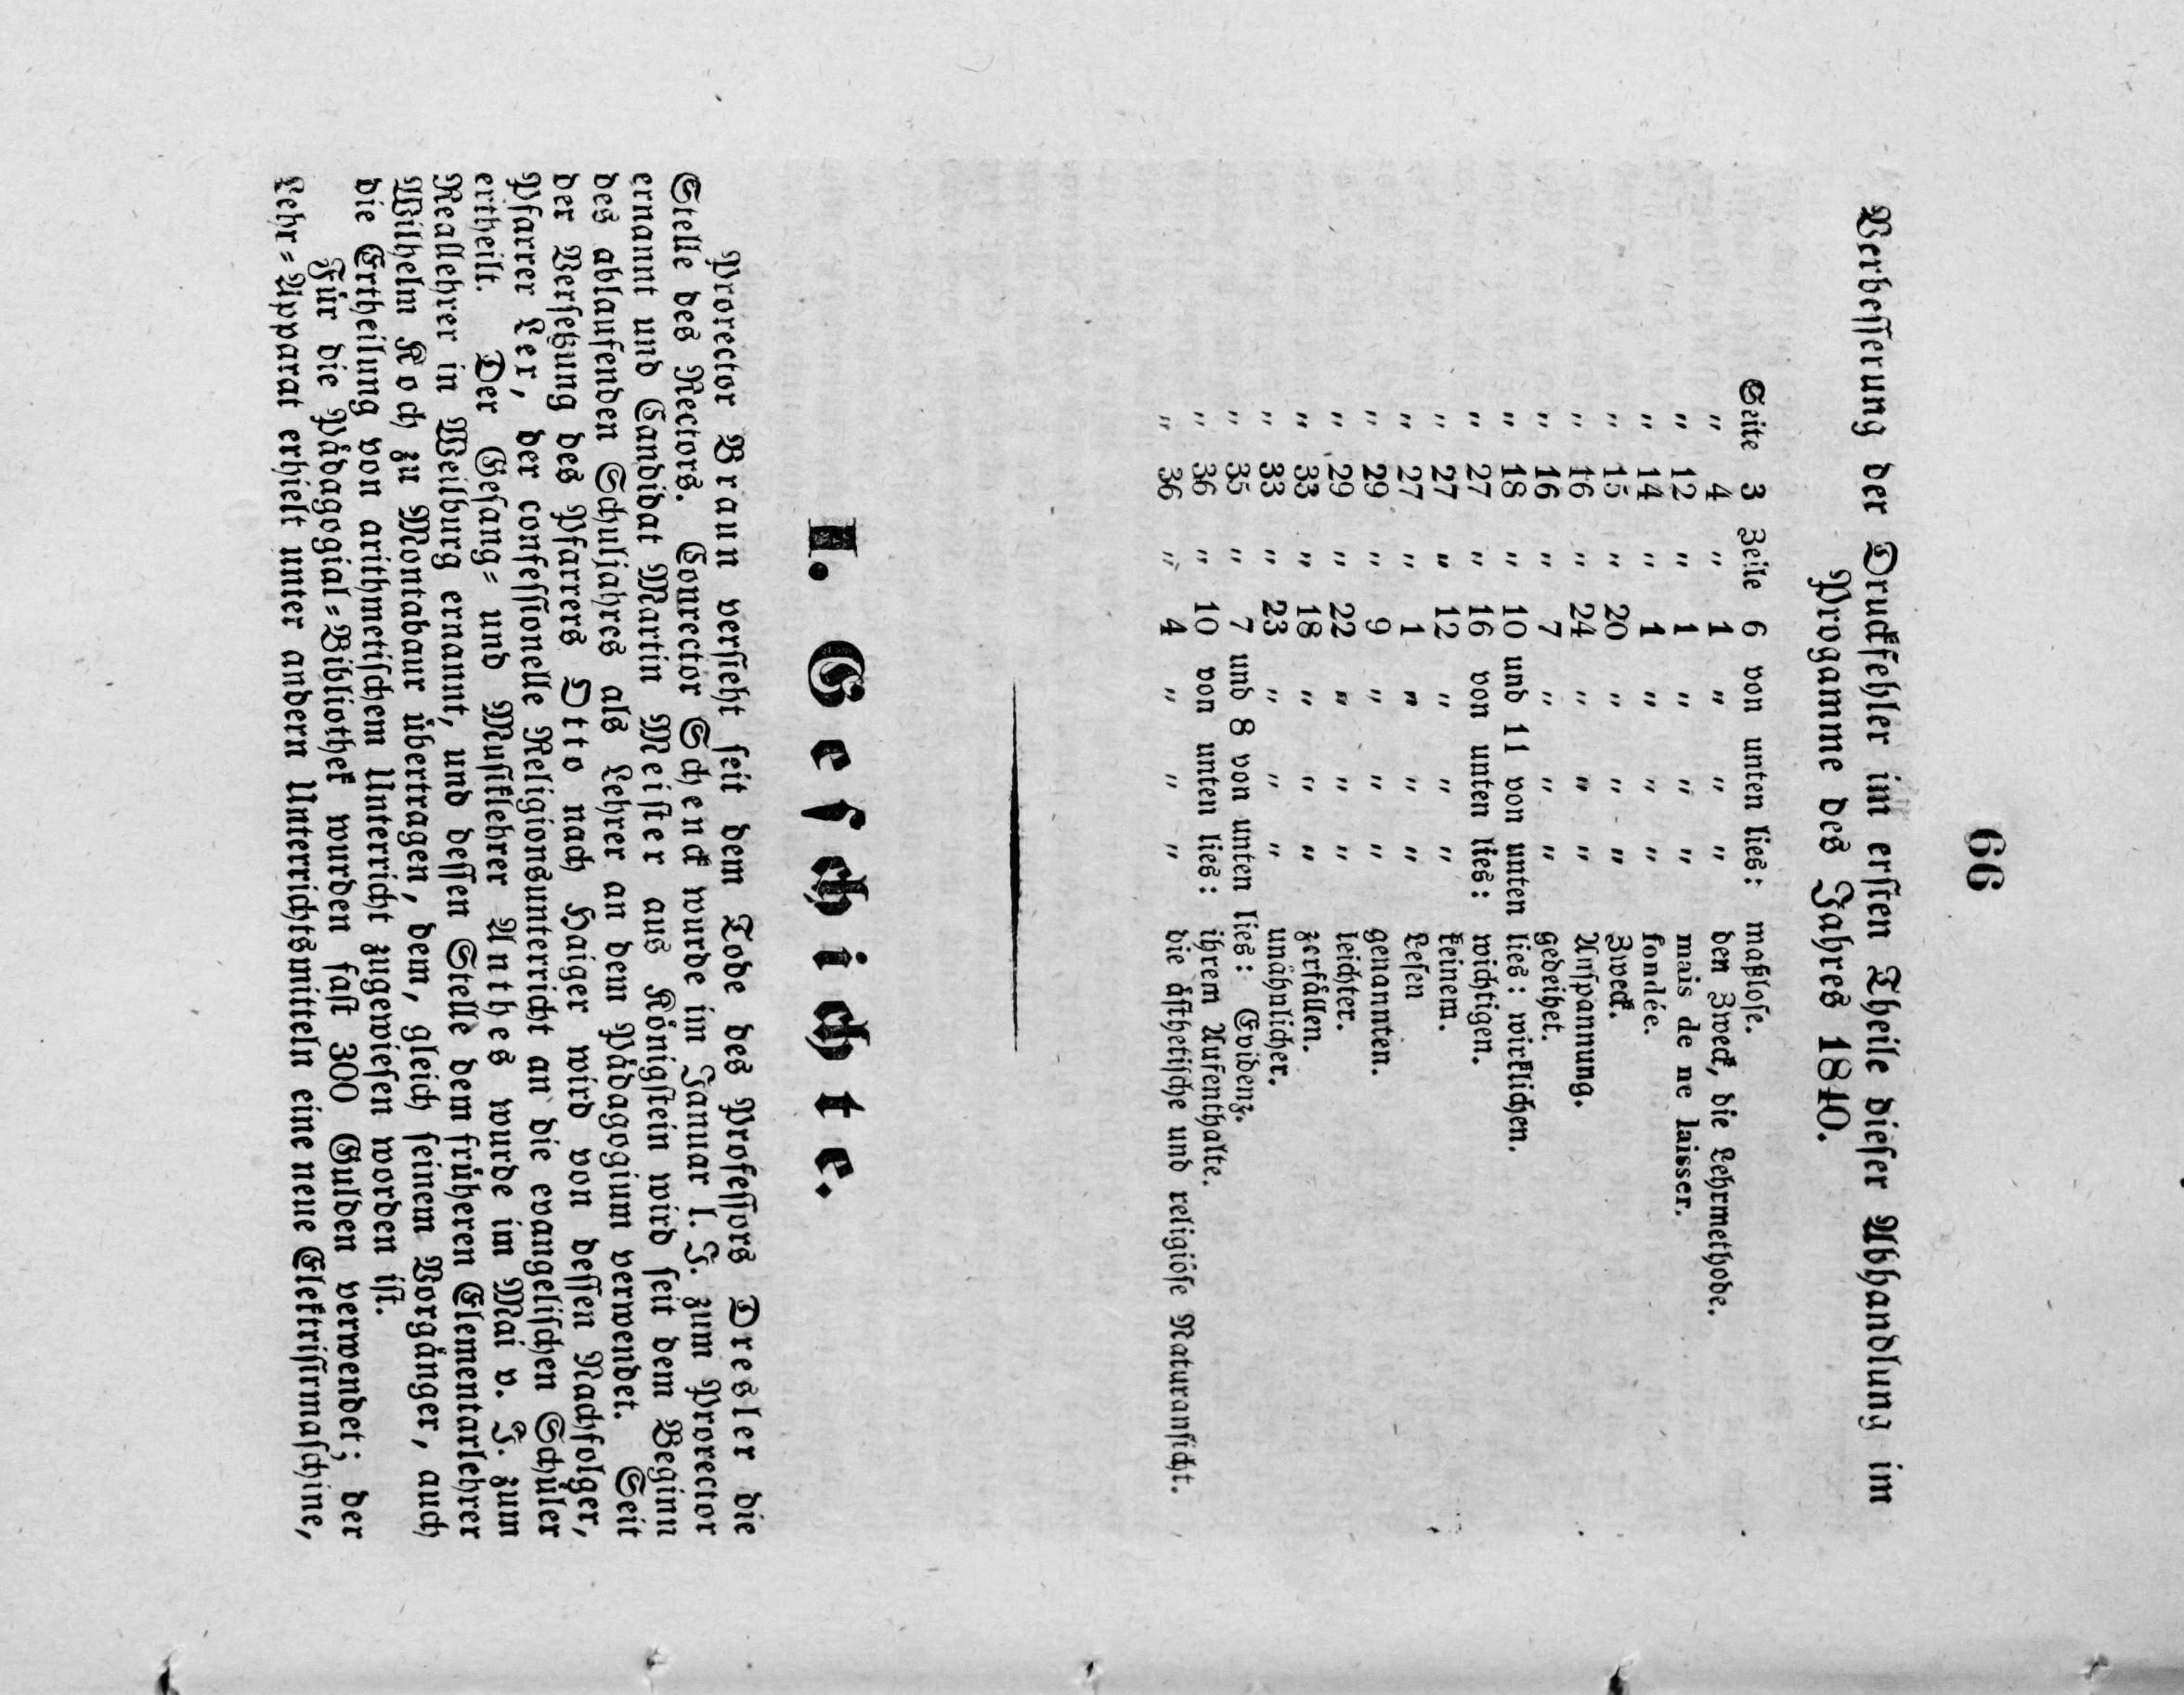 66
Verbesserung der Druckfehler im ersten Theile dieser Abhandlung im
Progamme des Jahres 1840.
Seite 3 Zeile 6 von unten lies: maßlose.
„ 4 „ 1 „ „ „ den Zweck, die Lehrmethode.
„ 12 „ 1 „ „ „ mais de ne laisser.
„ 14 „ 1 „ „ „ fondée.
„ 15 „ 20 „ „ „ Zweck.
„ 16 „ 24 „ „ „ Anspannung.
„ 16 „ 7 „ „ „ gedeihet.
„ 18 „ 10 und 11 von unten lies: wirklichen.
„ 27 „ 16 von unten lies: wichtigen.
„ 27 „ 12 „ „ „ keinem.
„ 27 „ 1 „ „ „ Lesen
„ 29 „ 9 „ „ „ genannten.
„ 29 „ 22 „ „ „ leichter.
„ 33 „ 18 „ „ „ zerfällen.
„ 33 „ 23 „ „ „ unähnlicher.
„ 35 „ 7 und 8 von unten lies: Evidenz.
„ 36 „ 10 von unten lies: ihrem Aufenthalte.
„ 36 „ 4 „ „ „ die ästhetische und religiöse Naturansicht.
I. Geschichte.
Prorector Braun versieht seit dem Tode des Professors Dresler die
Stelle des Rectors. Conrector Schenck wurde im Januar l. J. zum Prorector
ernannt und Candidat Martin Meister aus Königstein wird seit dem Beginn
des ablaufenden Schuljahres als Lehrer an dem Pädagogium verwendet. Seit
der Versetzung des Pfarrers Otto nach Haiger wird von dessen Nachfolger,
Pfarrer Ler, der confessionelle Religionsunterricht an die evangelischen Schüler
ertheilt. Der Gesang= und Musiklehrer Anthes wurde im Mai v. J. zum
Reallehrer in Weilburg ernannt, und dessen Stelle dem früheren Elementarlehrer
Wilhelm Koch zu Montabaur übertragen, dem, gleich seinem Vorgänger, auch
die Ertheilung von arithmetischem Unterricht zugewiesen worden ist.
Für die Pädagogial=Bibliothek wurden fast 300 Gulden verwendet; der
Lehr=Apparat erhielt unter andern Unterrichtsmitteln eine neue Elektrisirmaschine,